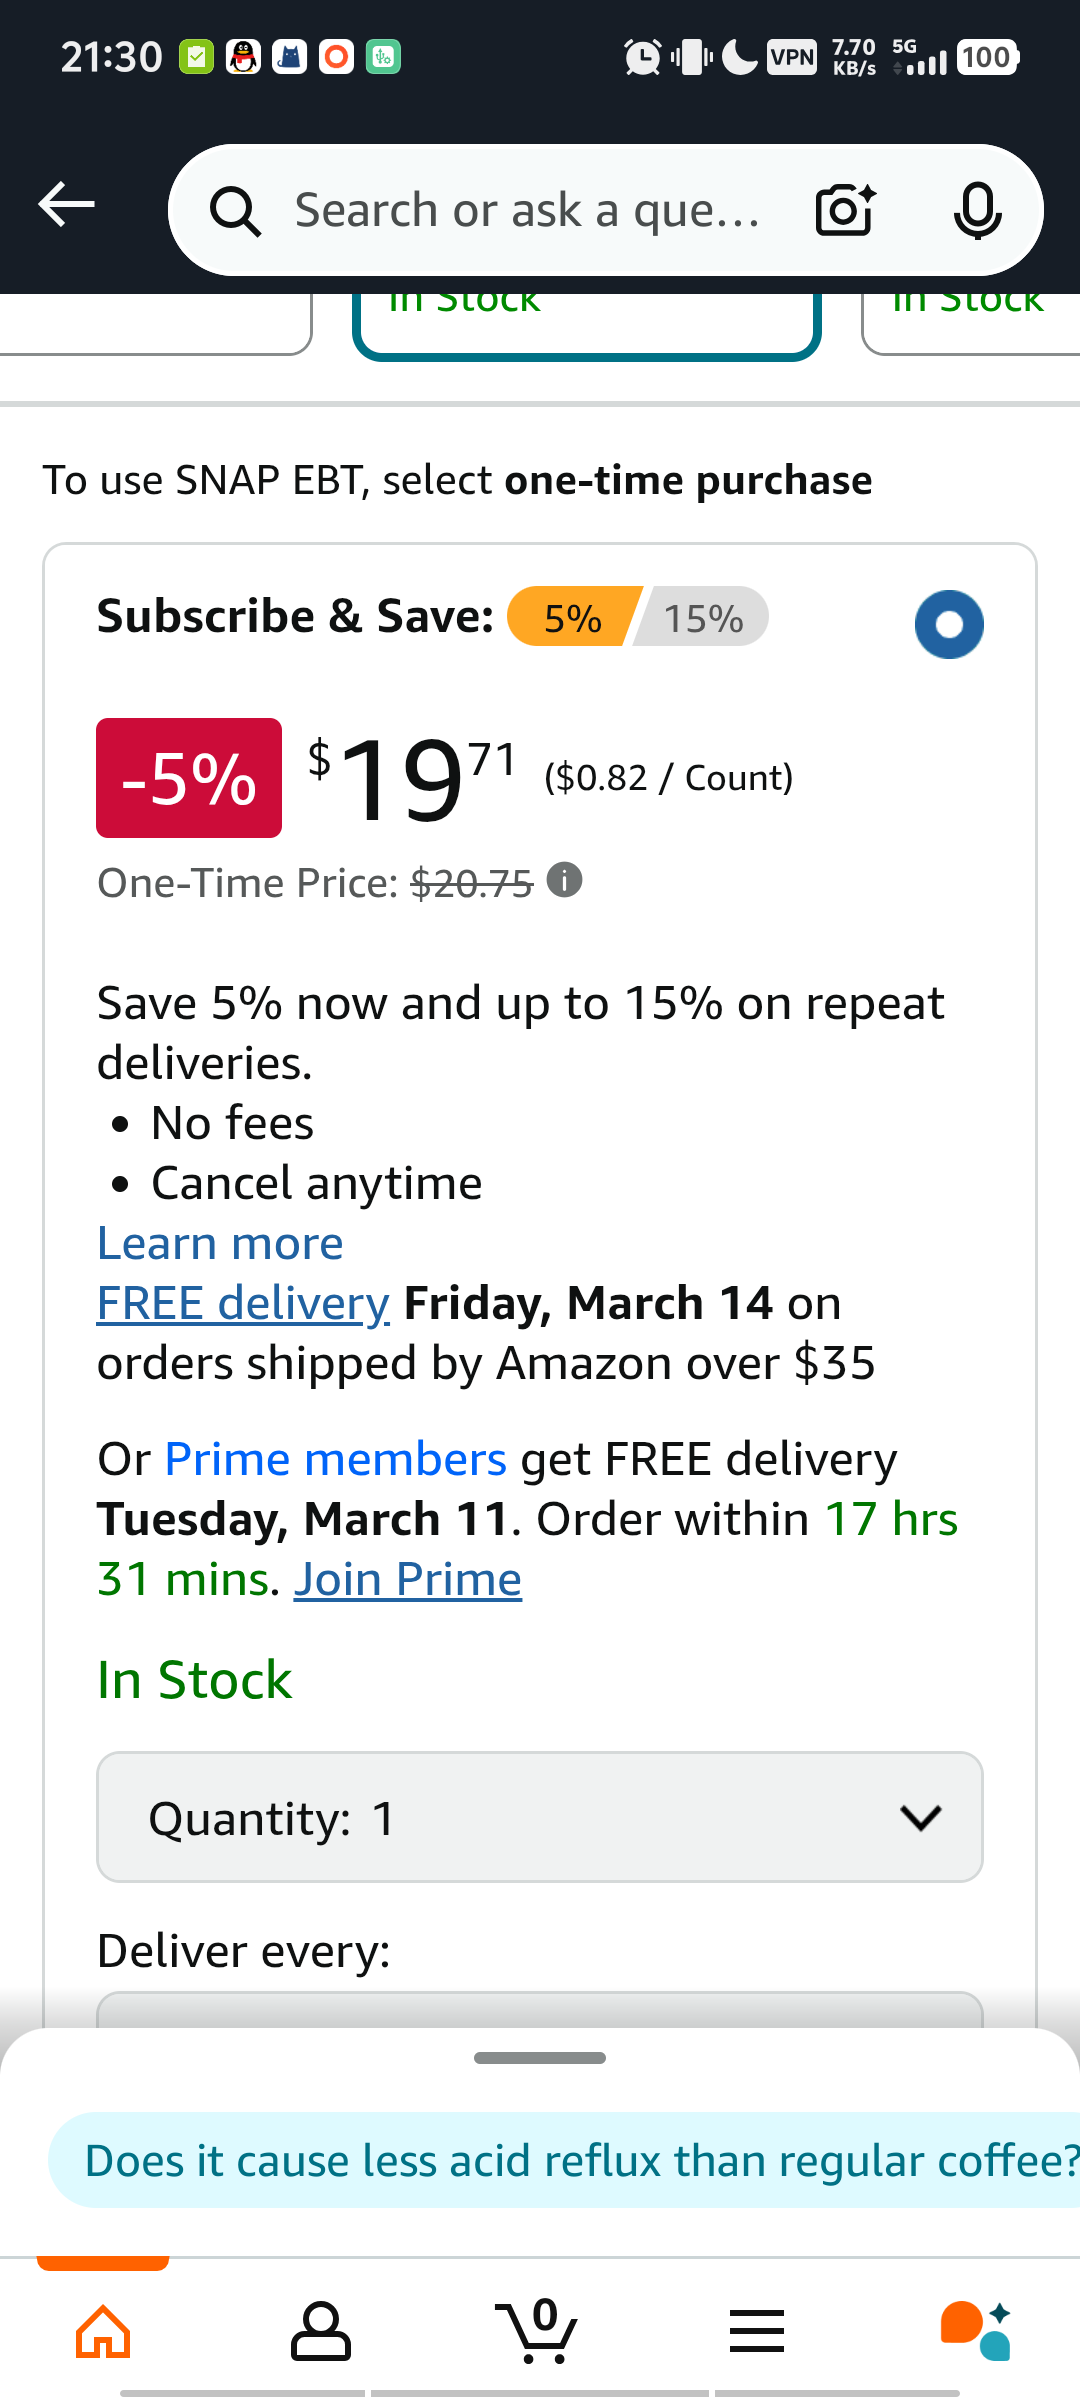 21:30
VPN
7.70
KB/s
5G
100
Search or ask a que...
In Stock
In Stock
To use SNAP EBT, select one-time purchase
Subscribe & Save: 5% 15%
-5% $19 71 ($0.82 / Count)
One-Time Price: $20.75
Save 5% now and up to 15% on repeat
deliveries.
• No fees
• Cancel anytime
Learn more
FREE delivery Friday, March 14 on
orders shipped by Amazon over $35
Or Prime members get FREE delivery
Tuesday, March 11. Order within 17 hrs
31 mins. Join Prime
In Stock
Quantity: 1
Deliver every:
Does it cause less acid reflux than regular coffee?
0